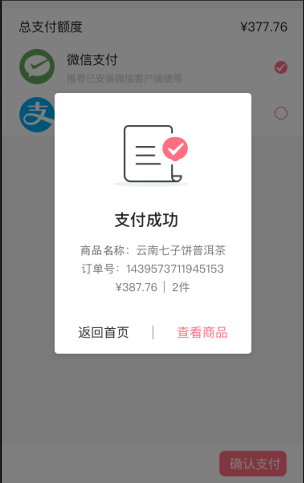 总支付额度 ¥377.76
微信支付
推荐已安装微信客户端使用
支付成功
商品名称：云南七子饼普洱茶
订单号：1439573711945153
¥387.76 | 2件
返回首页 | 查看商品
确认支付